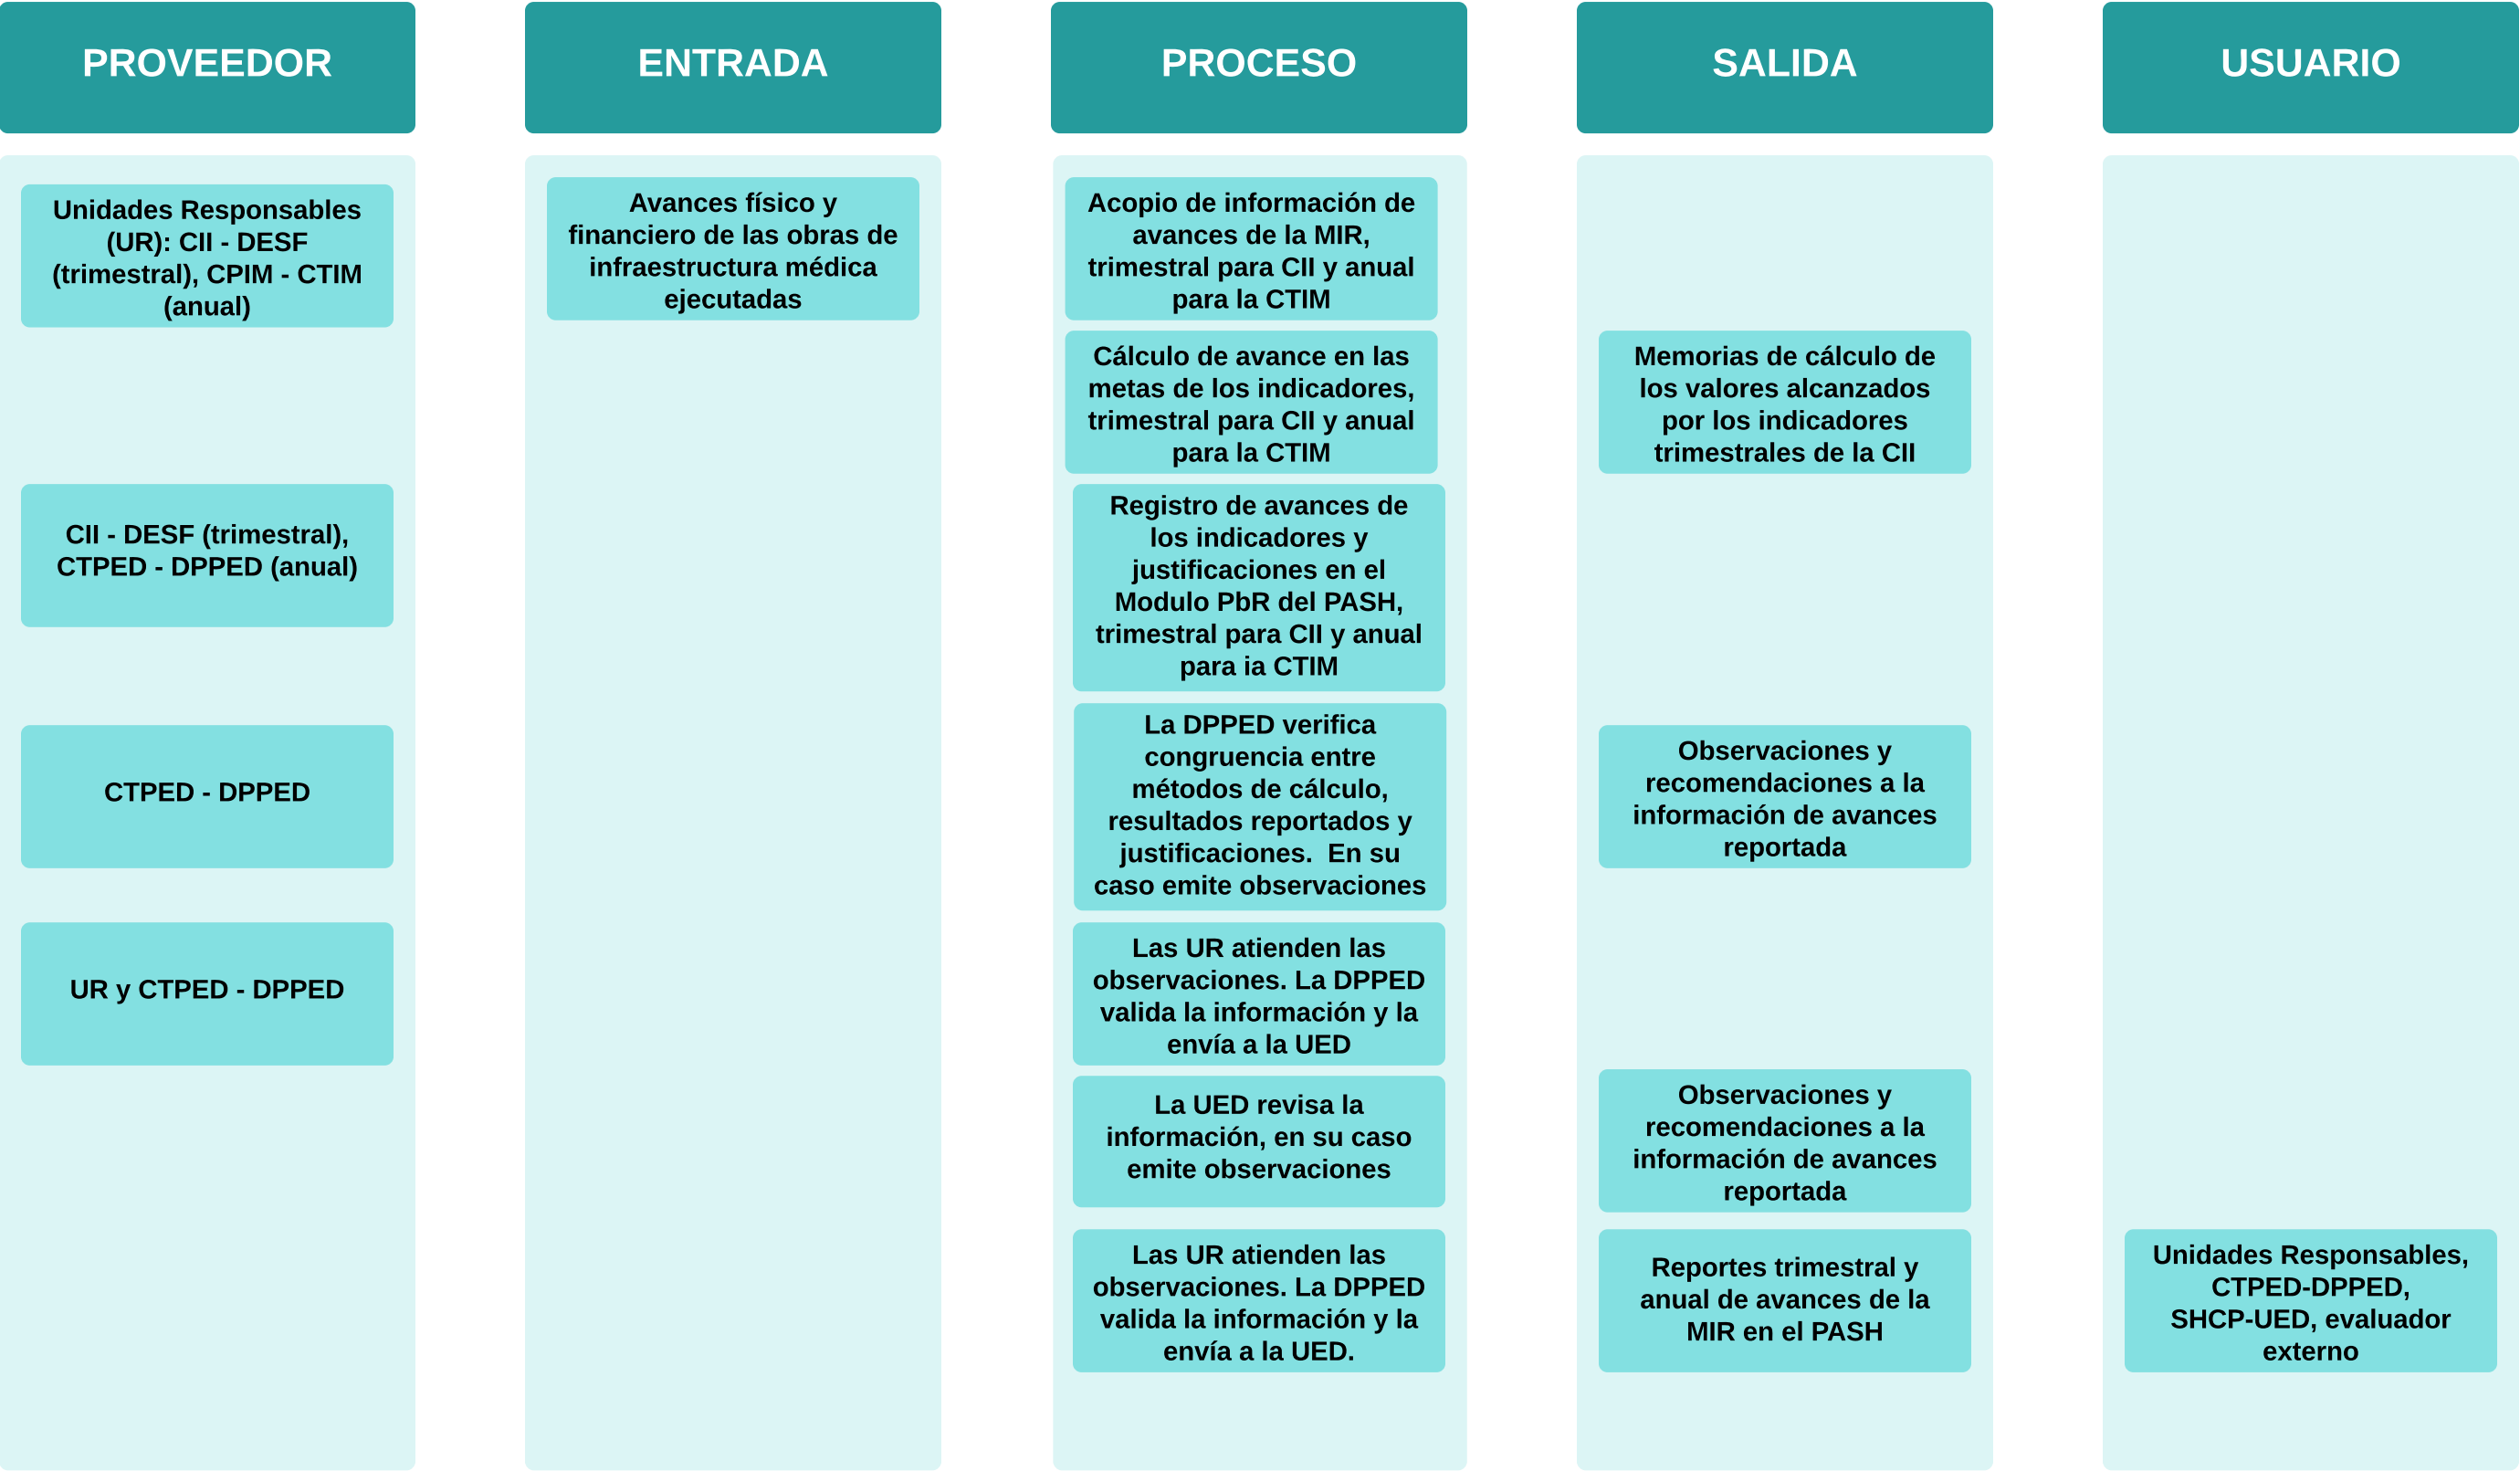 PROVEEDOR
ENTRADA
PROCESO
SALIDA
USUARIO
Unidades Responsables
(UR): CII - DESF
(trimestral), CPIM - CTIM
(anual)
CII - DESF (trimestral),
CTPED - DPPED (anual)
CTPED - DPPED
UR y CTPED - DPPED
Avances físico y
financiero de las obras de
infraestructura médica
ejecutadas
Acopio de información de
avances de la MIR,
trimestral para CII y anual
para la CTIM
Cálculo de avance en las
metas de los indicadores,
trimestral para CII y anual
para la CTIM
Registro de avances de
los indicadores y
justificaciones en el
Modulo PbR del PASH,
trimestral para CII y anual
para ia CTIM
La DPPED verifica
congruencia entre
métodos de cálculo,
resultados reportados y
justificaciones.  En su
caso emite observaciones
Las UR atienden las
observaciones. La DPPED
valida la información y la
envía a la UED
La UED revisa la
información, en su caso
emite observaciones
Las UR atienden las
observaciones. La DPPED
valida la información y la
envía a la UED.
Memorias de cálculo de
los valores alcanzados
por los indicadores
trimestrales de la CII
Observaciones y
recomendaciones a la
información de avances
reportada
Observaciones y
recomendaciones a la
información de avances
reportada
Reportes trimestral y
anual de avances de la
MIR en el PASH
Unidades Responsables,
CTPED-DPPED,
SHCP-UED, evaluador
externo